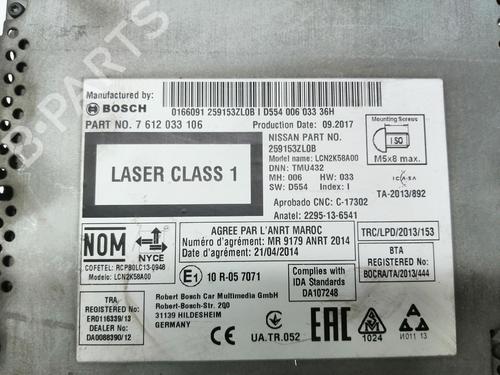 Manufactured by:
BOSCH
0166091 259153ZL0B I D554 006 033 36H
PART NO. 7 612 033 106
Production Date: 09.2017
Mounting Screws
NISSAN PART NO.
259153ZL0B
Model name: LCN2K58A00
DNN: TMU432
MH: 006 HW: 033
SW: D554 Index: I
ISO
M5x8 max.
LASER CLASS 1
ICASA
TA-2013/892
Aprobado CNC: C-17302
Anatel: 2295-13-6541
NOM
NYCE
COFETEL: RCPBOLC13-0948
Modelo: LCN2K58A00
AGREE PAR L'ANRT MAROC
Numéro d'agrément: MR 9179 ANRT 2014
Date d'agrément: 21/04/2014
TRC/LPD/2013/153
BTA
REGISTERED No:
BOCRA/TA/2013/444
E1 10 R-05 7071
Complies with
IDA Standards
DA107248
TRA
REGISTERED No:
ER0116339/13
DEALER No:
DA0088390/12
Robert Bosch Car Multimedia GmbH
Robert-Bosch-Str. 200
31139 HILDESHEIM
GERMANY
UA.TR.052
EAC
1024
И011 13
B-PARTS